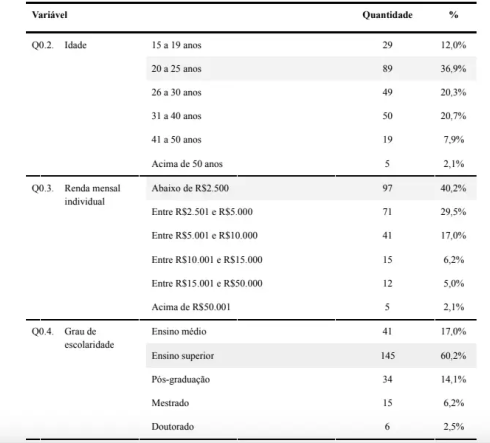 Variável Quantidade %
Q0.2. Idade 15 a 19 anos 29 12,0%
20 a 25 anos 89 36,9%
26 a 30 anos 49 20,3%
31 a 40 anos 50 20,7%
41 a 50 anos 19 7,9%
Acima de 50 anos 5 2,1%
Q0.3. Renda mensal Abaixo de R$2.500 97 40,2%
individual
Entre R$2.501 e R$5.000 71 29,5%
Entre R$5.001 e R$10.000 41 17,0%
Entre R$10.001 e R$15.000 15 6,2%
Entre R$15.001 e R$50.000 12 5,0%
Acima de R$50.001 5 2,1%
Q0.4. Grau de Ensino médio 41 17,0%
escolaridade
Ensino superior 145 60,2%
Pós-graduação 34 14,1%
Mestrado 15 6,2%
Doutorado 6 2,5%